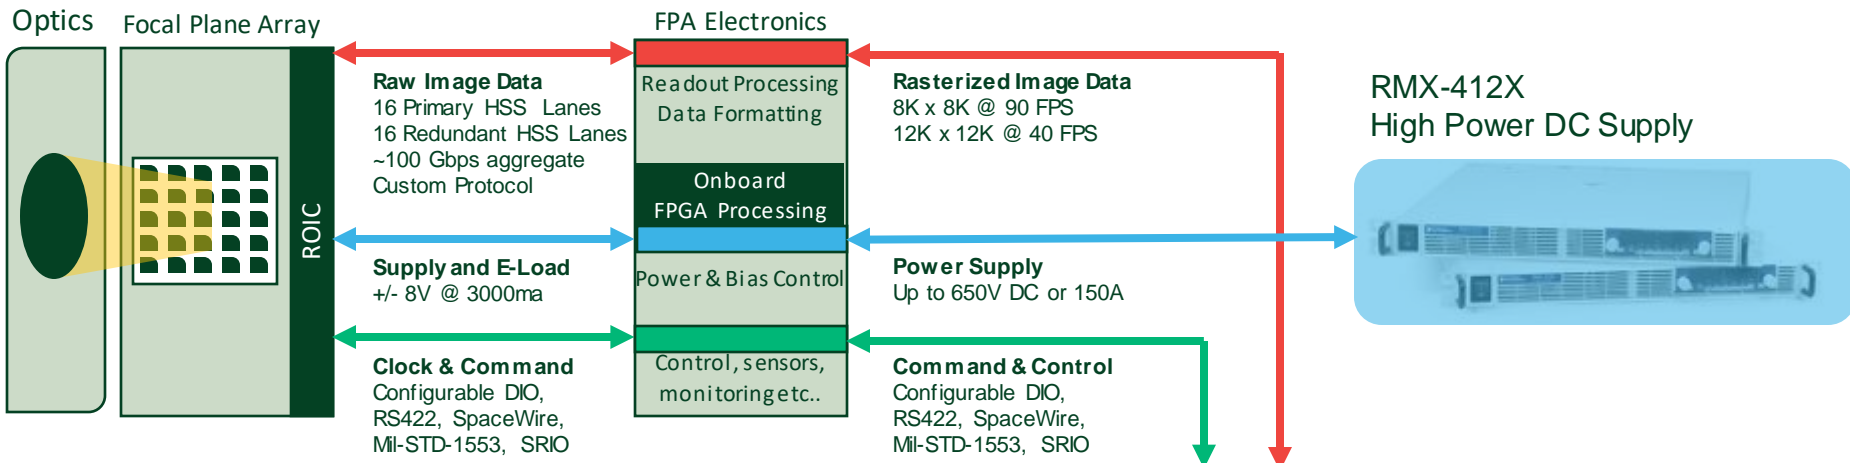 Optics
Focal Plane Array
ROIC
Raw Image Data
16 Primary HSS Lanes
16 Redundant HSS Lanes
~100 Gbps aggregate
Custom Protocol
Supply and E-Load
+/- 8V @ 3000ma
Clock & Command
Configurable DIO,
RS422, SpaceWire,
Mil-STD-1553, SRIO
FPA Electronics
Readout Processing
Data Formatting
Onboard
FPGA Processing
Power & Bias Control
Control, sensors,
monitoring etc..
Rasterized Image Data
8K x 8K @ 90 FPS
12K x 12K @ 40 FPS
Power Supply
Up to 650V DC or 150A
Command & Control
Configurable DIO,
RS422, SpaceWire,
Mil-STD-1553, SRIO
RMX-412X
High Power DC Supply